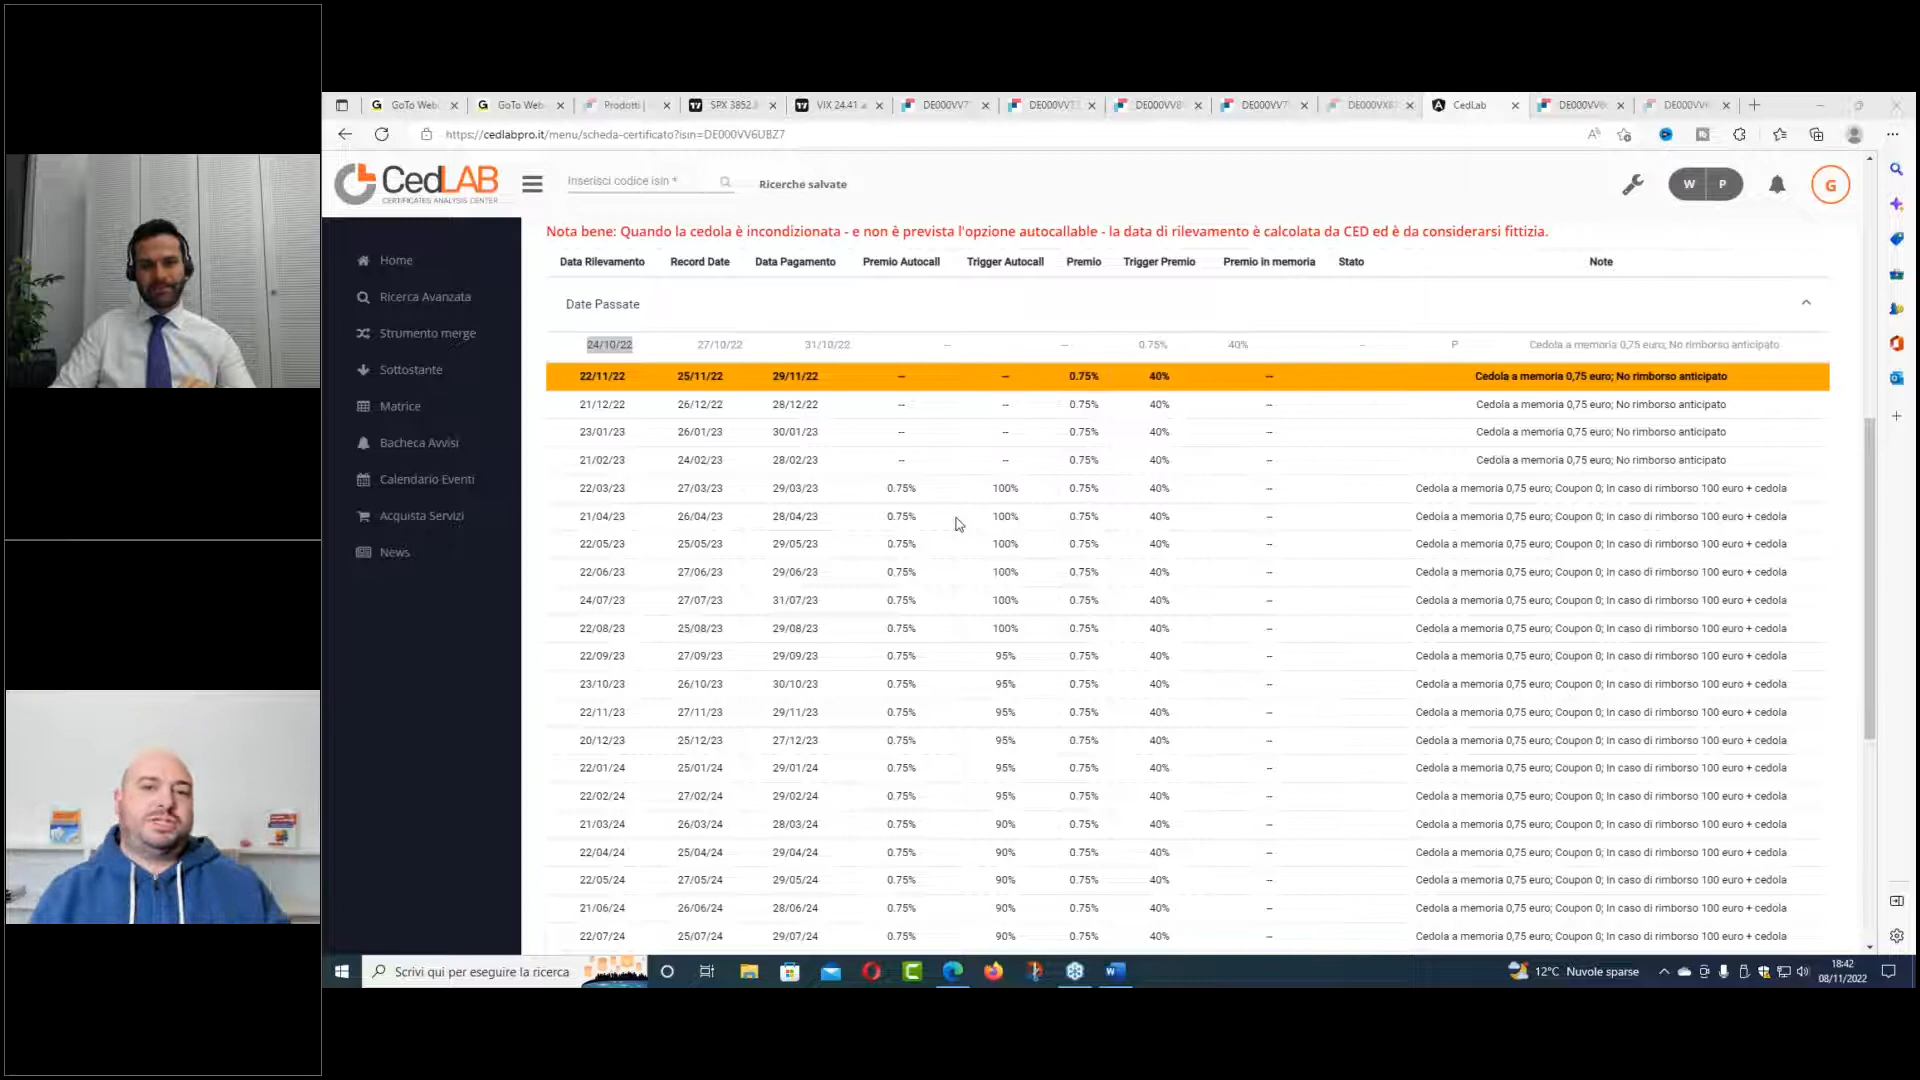 GoTo Web
GoTo Web
Prodotti |
SPX 3852.
VIX 24.41
DE000VV7
DE000VV
DE000VV8
DE000VV7
DE000VX8
CedLab
DE000VV6
DE000VV
https://cedlabpro.it/menu/scheda-certificato?isin=DE000VV6UBZ7
CedLAB
CERTIFICATES ANALYSIS CENTER
Inserisci codice isin *
Ricerche salvate
W P
G
Home
Ricerca Avanzata
Strumento merge
Sottostante
Matrice
Bacheca Avvisi
Calendario Eventi
Acquista Servizi
News
Nota bene: Quando la cedola è incondizionata - e non è prevista l'opzione autocallable - la data di rilevamento è calcolata da CED ed è da considerarsi fittizia.
Data Rilevamento Record Date Data Pagamento Premio Autocall Trigger Autocall Premio Trigger Premio Premio in memoria Stato Note
Date Passate
24/10/22 27/10/22 31/10/22 -- -- 0.75% 40% -- P Cedola a memoria 0,75 euro; No rimborso anticipato
22/11/22 25/11/22 29/11/22 -- -- 0.75% 40% -- Cedola a memoria 0,75 euro; No rimborso anticipato
21/12/22 26/12/22 28/12/22 -- -- 0.75% 40% -- Cedola a memoria 0,75 euro; No rimborso anticipato
23/01/23 26/01/23 30/01/23 -- -- 0.75% 40% -- Cedola a memoria 0,75 euro; No rimborso anticipato
21/02/23 24/02/23 28/02/23 -- -- 0.75% 40% -- Cedola a memoria 0,75 euro; No rimborso anticipato
22/03/23 27/03/23 29/03/23 0.75% 100% 0.75% 40% -- Cedola a memoria 0,75 euro; Coupon 0; In caso di rimborso 100 euro + cedola
21/04/23 26/04/23 28/04/23 0.75% 100% 0.75% 40% -- Cedola a memoria 0,75 euro; Coupon 0; In caso di rimborso 100 euro + cedola
22/05/23 25/05/23 29/05/23 0.75% 100% 0.75% 40% -- Cedola a memoria 0,75 euro; Coupon 0; In caso di rimborso 100 euro + cedola
22/06/23 27/06/23 29/06/23 0.75% 100% 0.75% 40% -- Cedola a memoria 0,75 euro; Coupon 0; In caso di rimborso 100 euro + cedola
24/07/23 27/07/23 31/07/23 0.75% 100% 0.75% 40% -- Cedola a memoria 0,75 euro; Coupon 0; In caso di rimborso 100 euro + cedola
22/08/23 25/08/23 29/08/23 0.75% 100% 0.75% 40% -- Cedola a memoria 0,75 euro; Coupon 0; In caso di rimborso 100 euro + cedola
22/09/23 27/09/23 29/09/23 0.75% 95% 0.75% 40% -- Cedola a memoria 0,75 euro; Coupon 0; In caso di rimborso 100 euro + cedola
23/10/23 26/10/23 30/10/23 0.75% 95% 0.75% 40% -- Cedola a memoria 0,75 euro; Coupon 0; In caso di rimborso 100 euro + cedola
22/11/23 27/11/23 29/11/23 0.75% 95% 0.75% 40% -- Cedola a memoria 0,75 euro; Coupon 0; In caso di rimborso 100 euro + cedola
20/12/23 25/12/23 27/12/23 0.75% 95% 0.75% 40% -- Cedola a memoria 0,75 euro; Coupon 0; In caso di rimborso 100 euro + cedola
22/01/24 25/01/24 29/01/24 0.75% 95% 0.75% 40% -- Cedola a memoria 0,75 euro; Coupon 0; In caso di rimborso 100 euro + cedola
22/02/24 27/02/24 29/02/24 0.75% 95% 0.75% 40% -- Cedola a memoria 0,75 euro; Coupon 0; In caso di rimborso 100 euro + cedola
21/03/24 26/03/24 28/03/24 0.75% 90% 0.75% 40% -- Cedola a memoria 0,75 euro; Coupon 0; In caso di rimborso 100 euro + cedola
22/04/24 25/04/24 29/04/24 0.75% 90% 0.75% 40% -- Cedola a memoria 0,75 euro; Coupon 0; In caso di rimborso 100 euro + cedola
22/05/24 27/05/24 29/05/24 0.75% 90% 0.75% 40% -- Cedola a memoria 0,75 euro; Coupon 0; In caso di rimborso 100 euro + cedola
21/06/24 26/06/24 28/06/24 0.75% 90% 0.75% 40% -- Cedola a memoria 0,75 euro; Coupon 0; In caso di rimborso 100 euro + cedola
22/07/24 25/07/24 29/07/24 0.75% 90% 0.75% 40% -- Cedola a memoria 0,75 euro; Coupon 0; In caso di rimborso 100 euro + cedola
Scrivi qui per eseguire la ricerca
12°C Nuvole sparse
18:42
08/11/2022